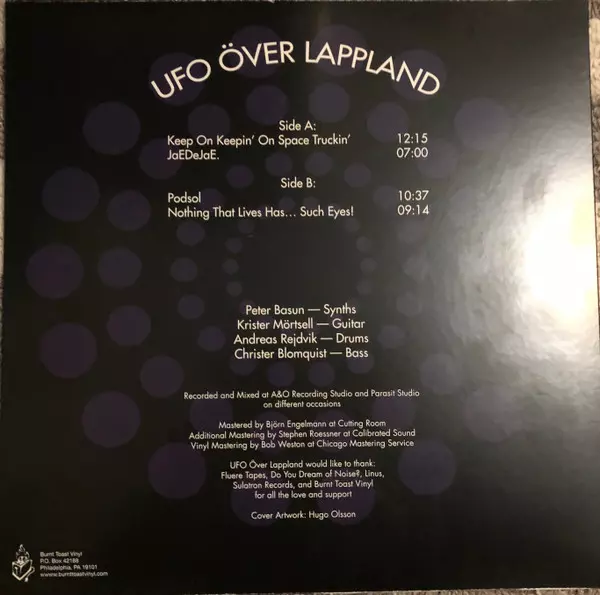 UFO ÖVER LAPPLAND
Side A:
Keep On Keepin' On Space Truckin' 12:15
JaEDeJaE. 07:00
Side B:
Podsol 10:37
Nothing That Lives Has... Such Eyes! 09:14
Peter Basun — Synths
Krister Mörtsell — Guitar
Andreas Rejdvik — Drums
Christer Blomquist — Bass
Recorded and Mixed at A&O Recording Studio and Parasit Studio
on different occasions
Mastered by Björn Engelmann at Cutting Room
Additional Mastering by Stephen Roessner at Calibrated Sound
Vinyl Mastering by Bob Weston at Chicago Mastering Service
UFO Över Lappland would like to thank:
Fluere Tapes, Do You Dream of Noise?, Linus,
Sulatron Records, and Burnt Toast Vinyl
for all the love and support
Cover Artwork: Hugo Olsson
Burnt Toast Vinyl
P.O. Box 42188
Philadelphia, PA 19101
www.burnttoastvinyl.com